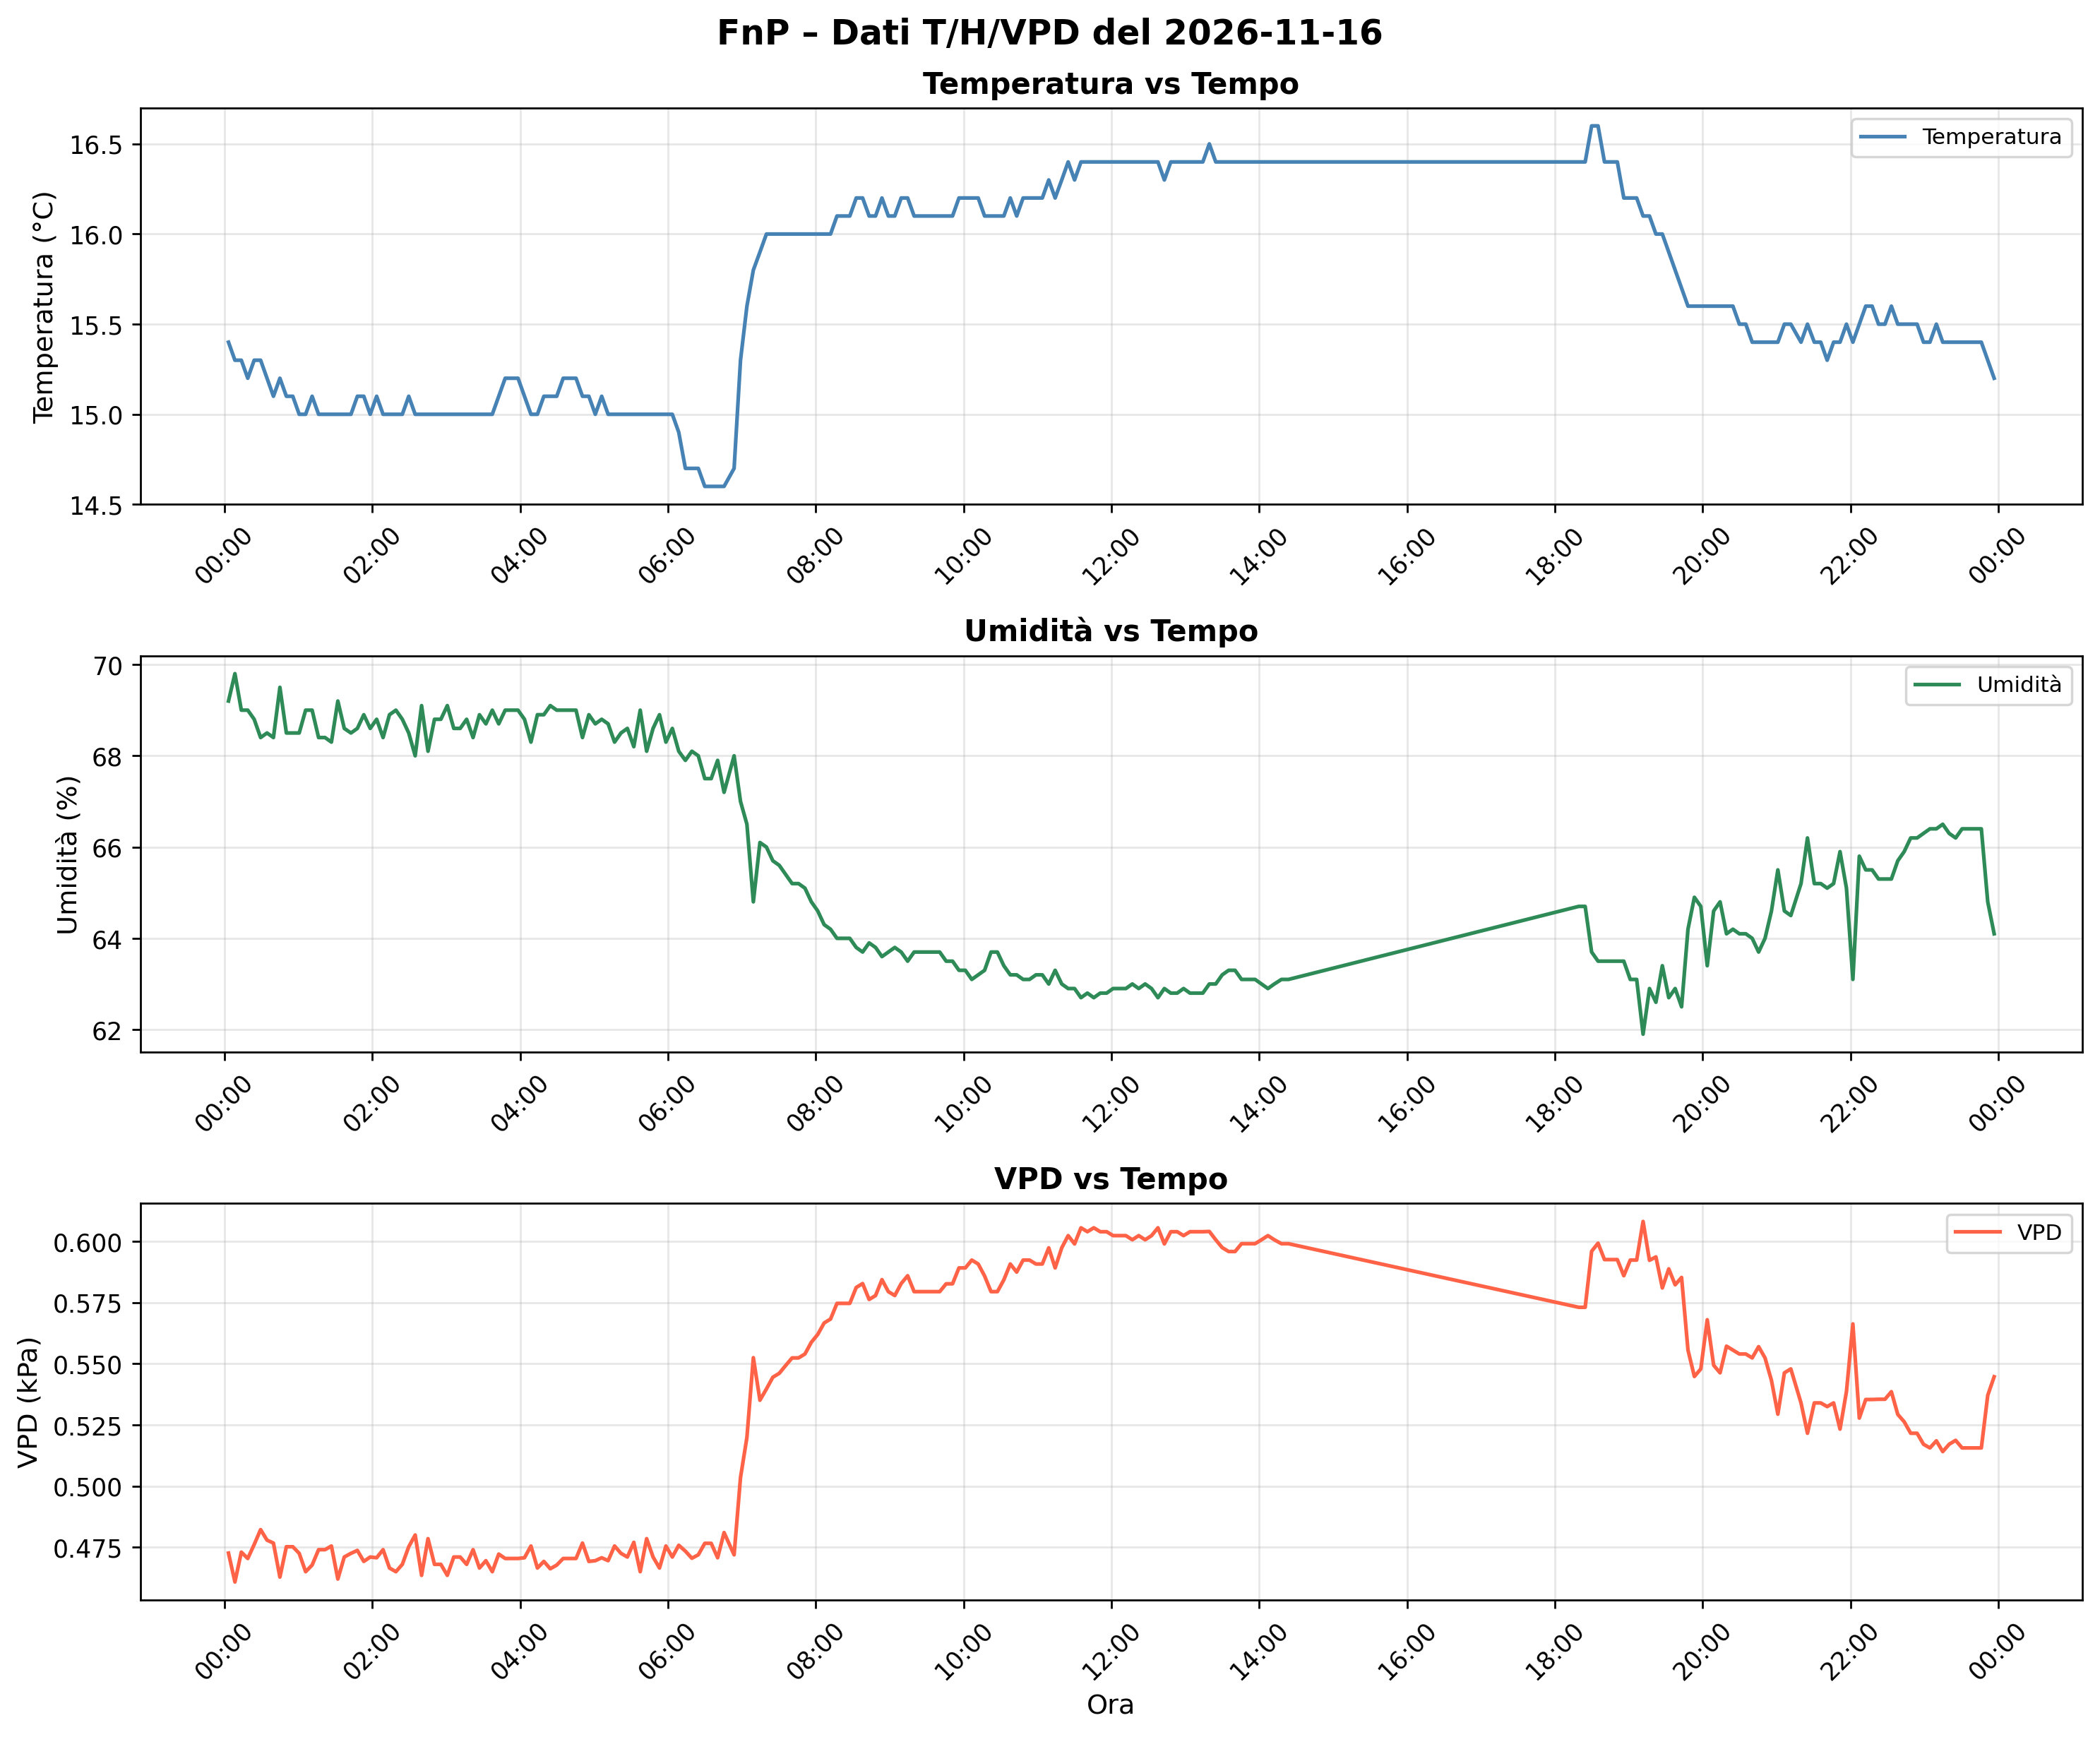 FnP – Dati T/H/VPD del 2026-11-16
Temperatura vs Tempo
Temperatura (°C)
16.5
16.0
15.5
15.0
14.5
Temperatura
00:00 02:00 04:00 06:00 08:00 10:00 12:00 14:00 16:00 18:00 20:00 22:00 00:00
Umidità vs Tempo
Umidità (%)
70
68
66
64
62
Umidità
00:00 02:00 04:00 06:00 08:00 10:00 12:00 14:00 16:00 18:00 20:00 22:00 00:00
VPD vs Tempo
VPD (kPa)
0.600
0.575
0.550
0.525
0.500
0.475
VPD
00:00 02:00 04:00 06:00 08:00 10:00 12:00 14:00 16:00 18:00 20:00 22:00 00:00
Ora